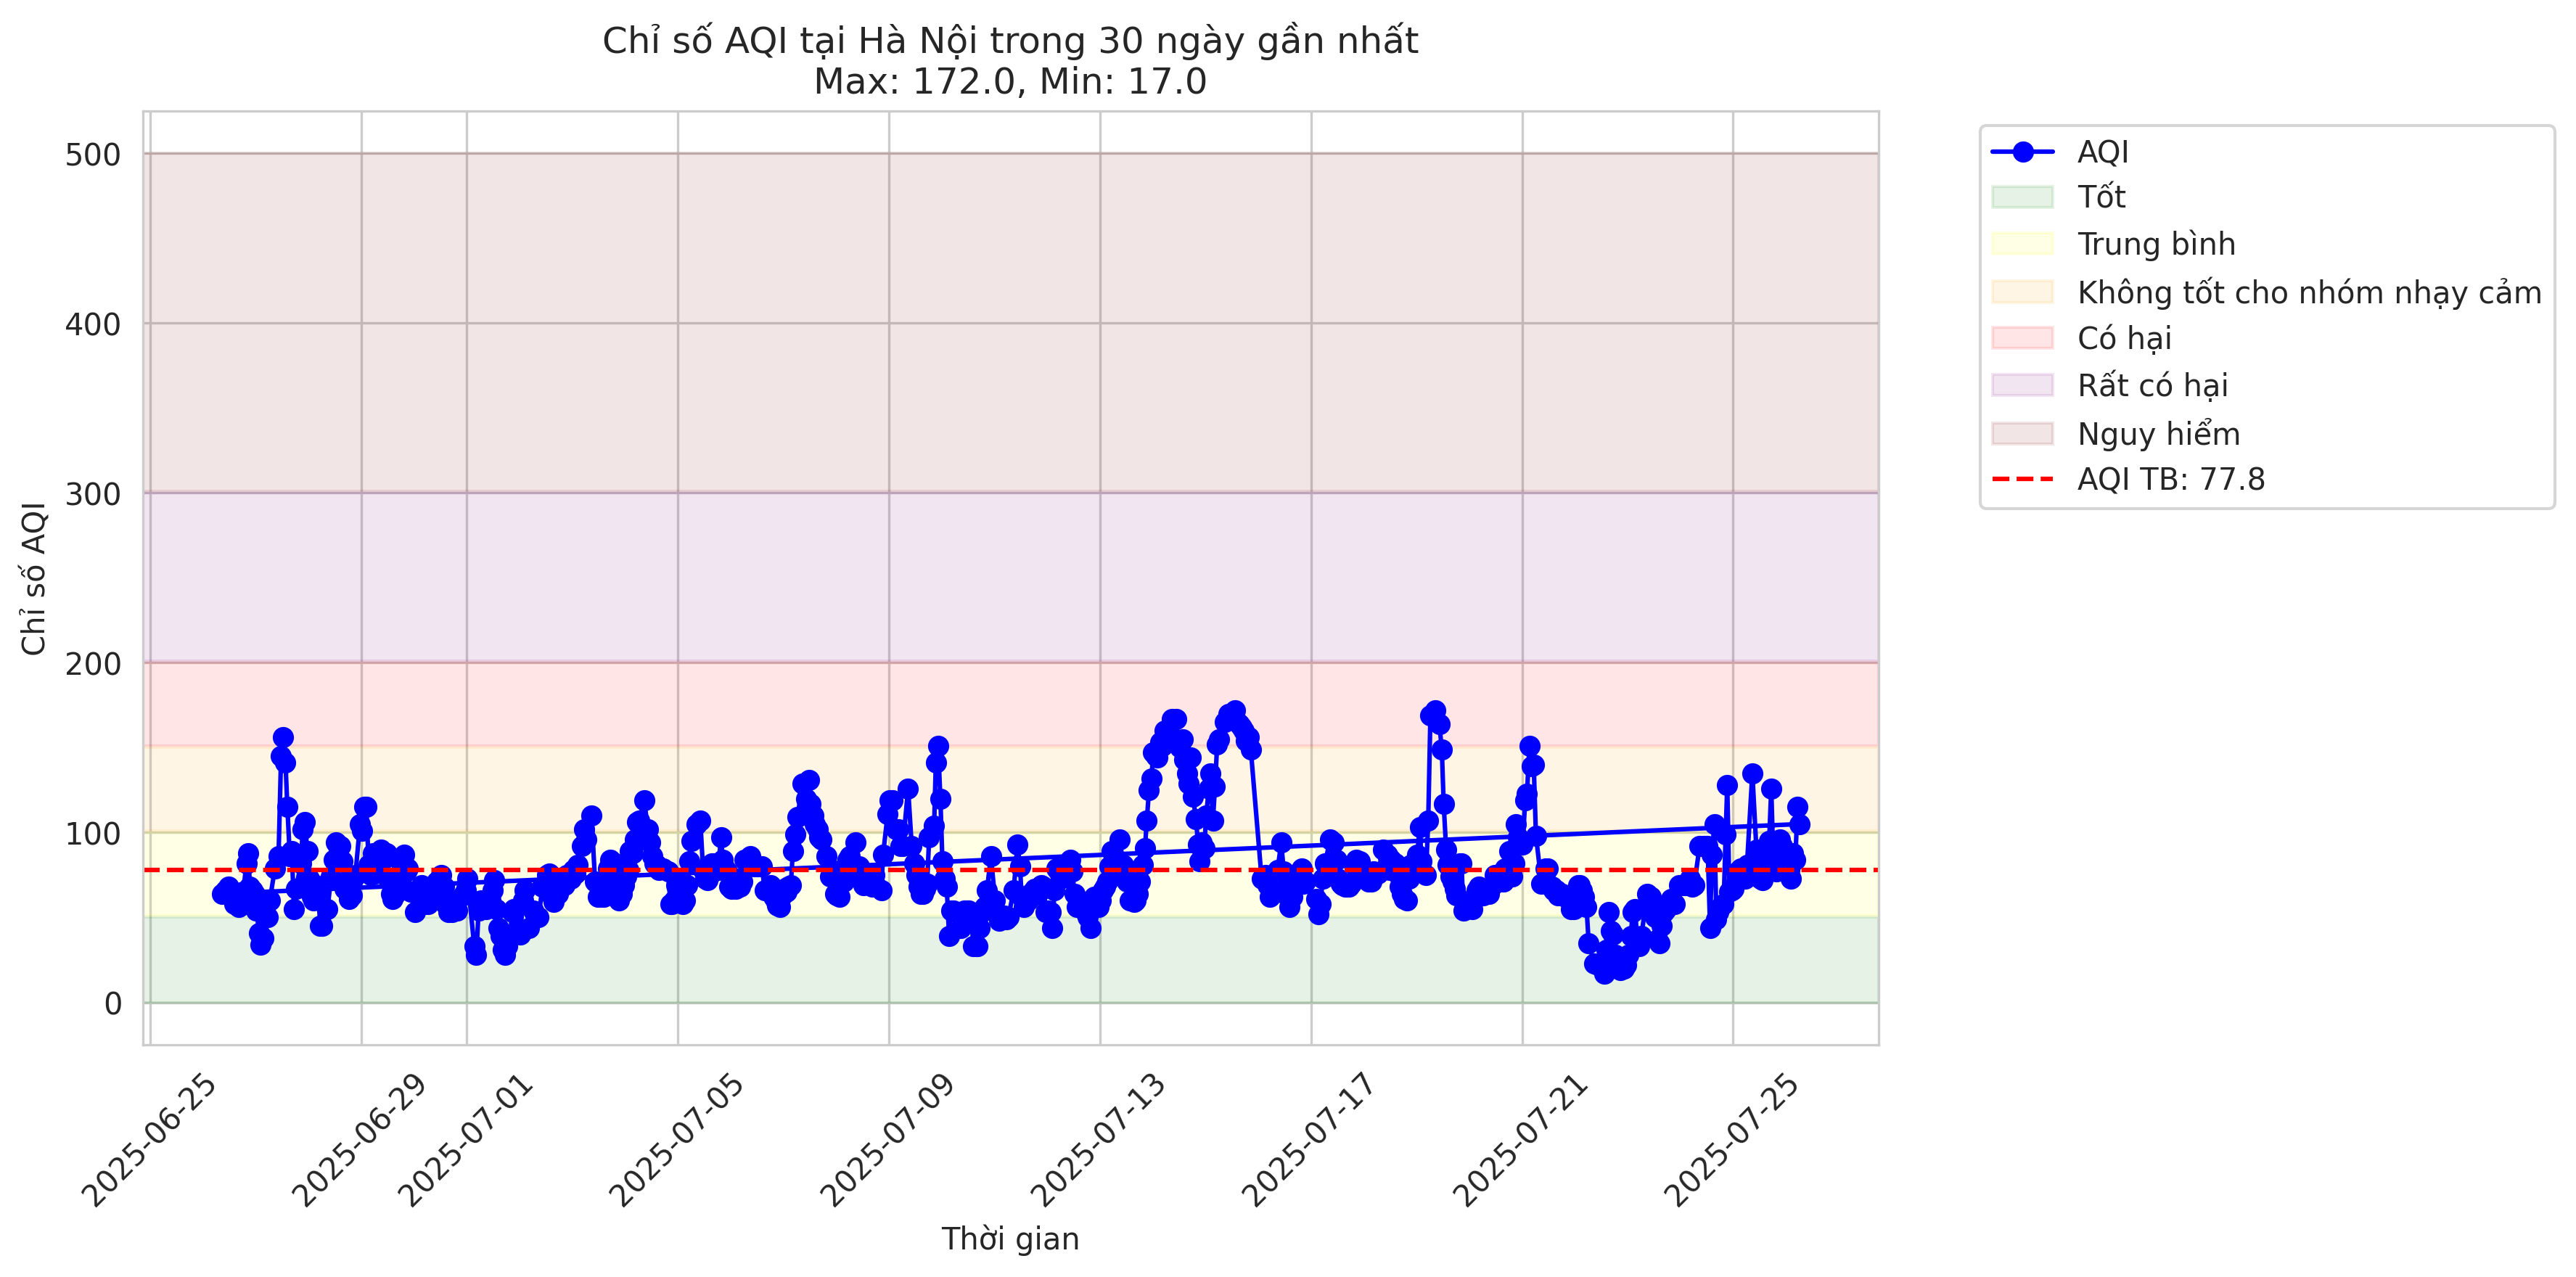 Chỉ số AQI tại Hà Nội trong 30 ngày gần nhất
Max: 172.0, Min: 17.0
Chỉ số AQI
500
400
300
200
100
0
2025-06-25
2025-06-29
2025-07-01
2025-07-05
2025-07-09
2025-07-13
2025-07-17
2025-07-21
2025-07-25
Thời gian
AQI
Tốt
Trung bình
Không tốt cho nhóm nhạy cảm
Có hại
Rất có hại
Nguy hiểm
AQI TB: 77.8